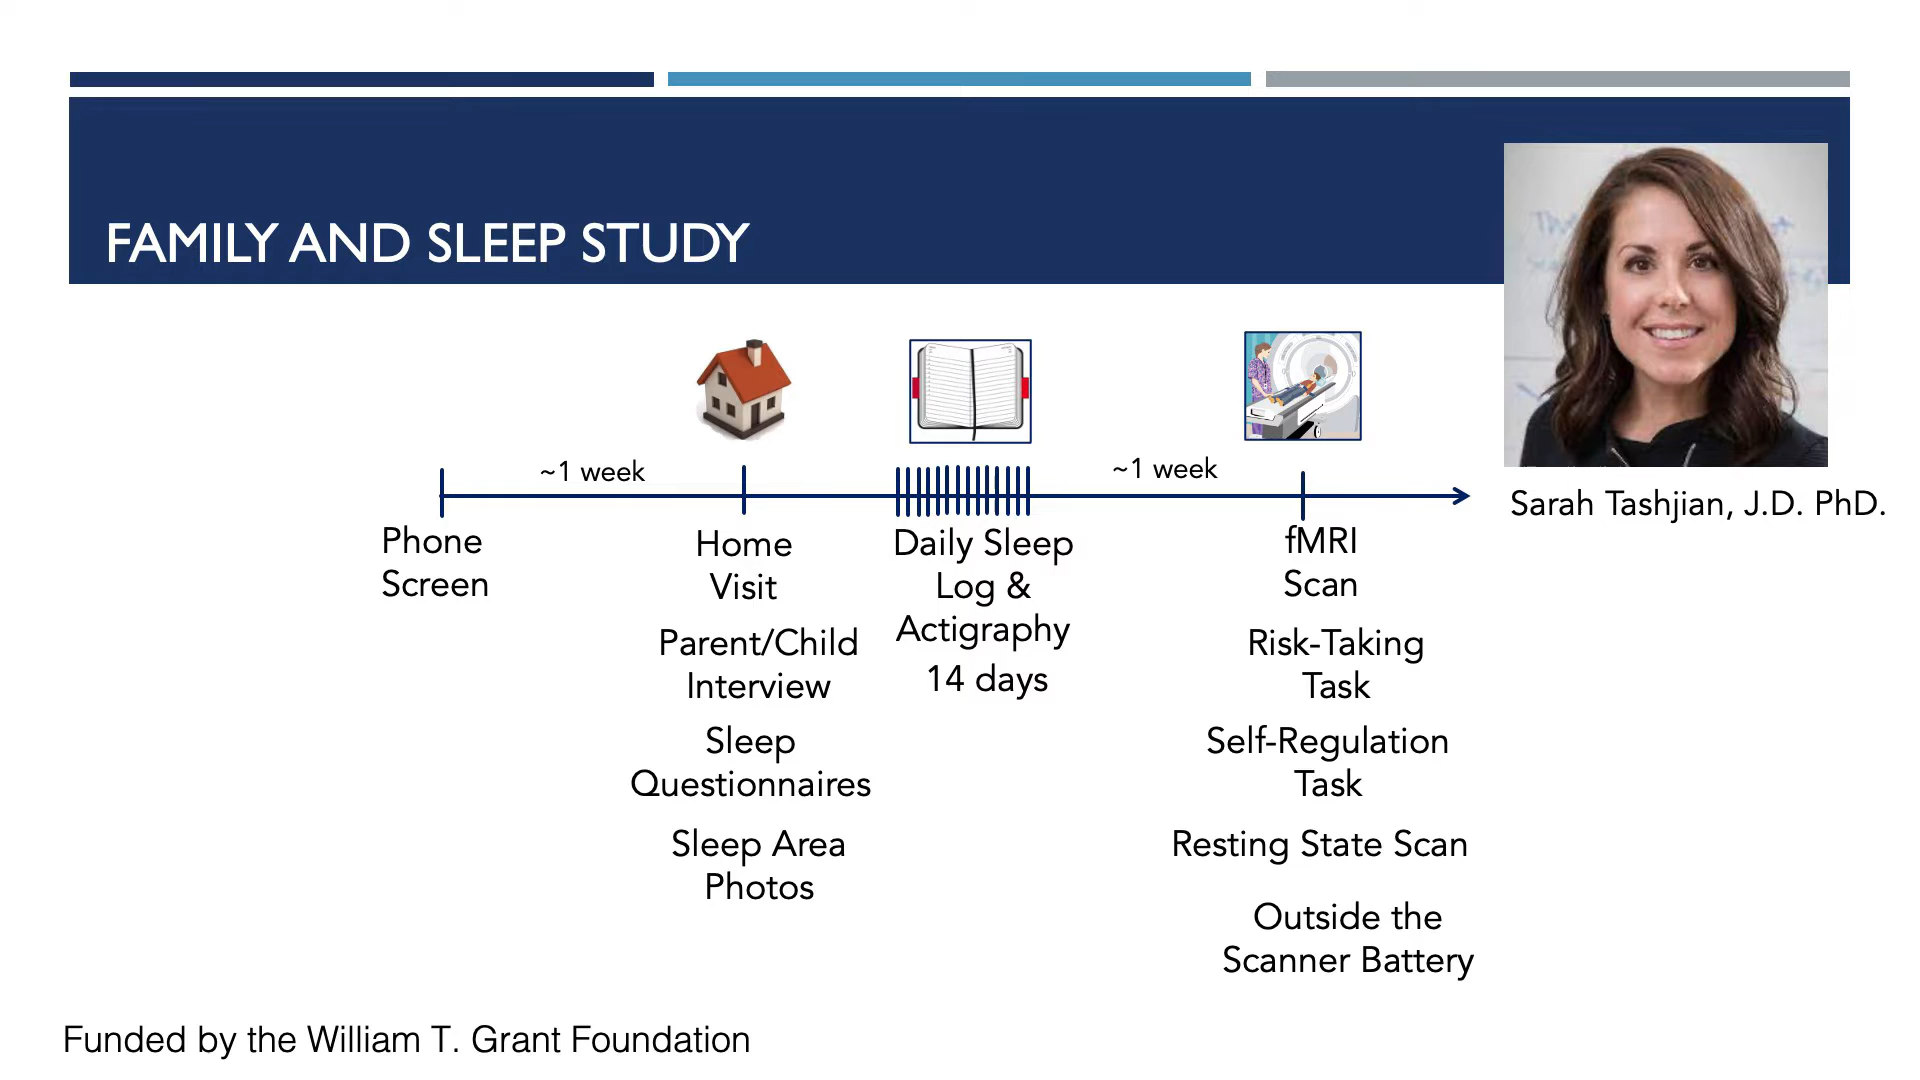 FAMILY AND SLEEP STUDY
Sarah Tashjian, J.D. PhD.
~1 week
~1 week
Phone
Screen
Home
Visit
Parent/Child
Interview
Sleep
Questionnaires
Sleep Area
Photos
Daily Sleep
Log &
Actigraphy
14 days
fMRI
Scan
Risk-Taking
Task
Self-Regulation
Task
Resting State Scan
Outside the
Scanner Battery
Funded by the William T. Grant Foundation